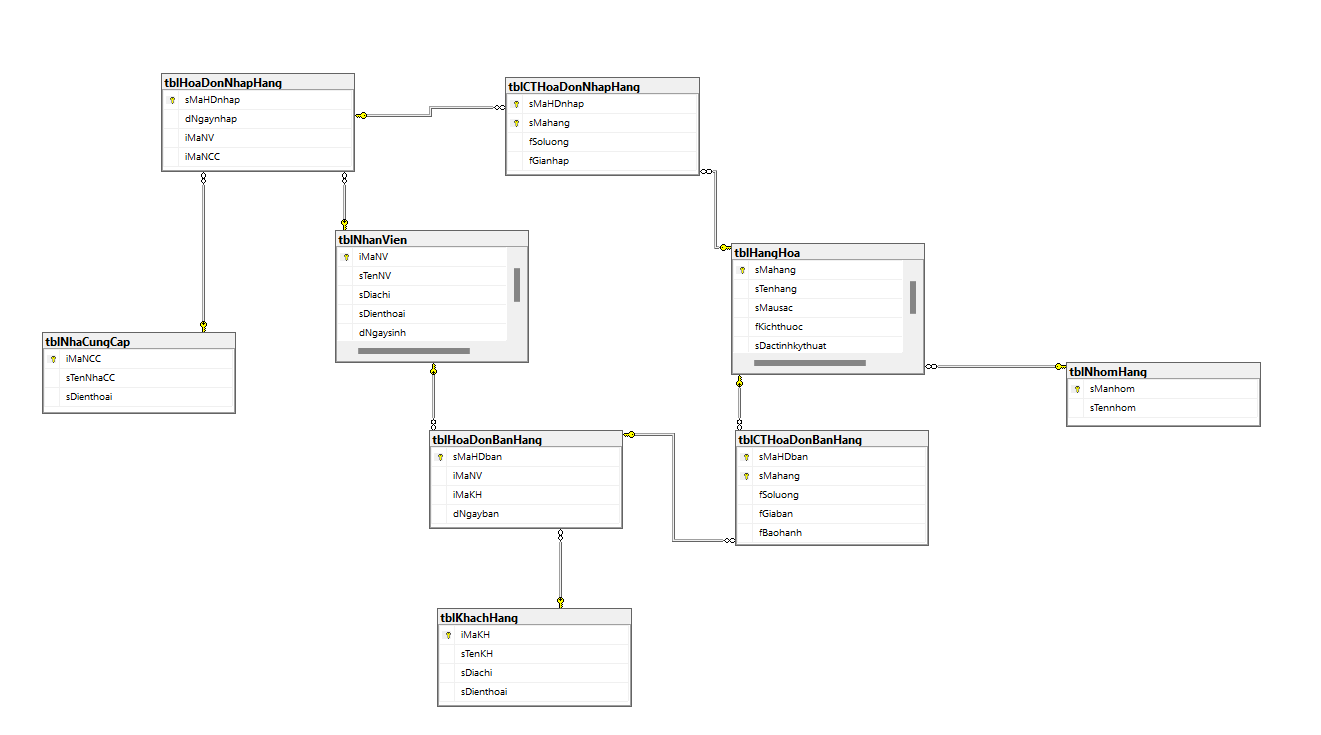 tblHoaDonNhapHang
sMaHDnhap
dNgaynhap
iMaNV
iMaNCC
tblCTHoaDonNhapHang
sMaHDnhap
sMahang
fSoluong
fGianhap
tblNhanVien
iMaNV
sTenNV
sDiachi
sDienthoai
dNgaysinh
tblHangHoa
sMahang
sTenhang
sMausac
fKichthuoc
sDactinhkythuat
tblNhaCungCap
iMaNCC
sTenNhaCC
sDienthoai
tblNhomHang
sManhom
sTennhom
tblHoaDonBanHang
sMaHDban
iMaNV
iMaKH
dNgayban
tblCTHoaDonBanHang
sMaHDban
sMahang
fSoluong
fGiaban
fBaohanh
tblKhachHang
iMaKH
sTenKH
sDiachi
sDienthoai